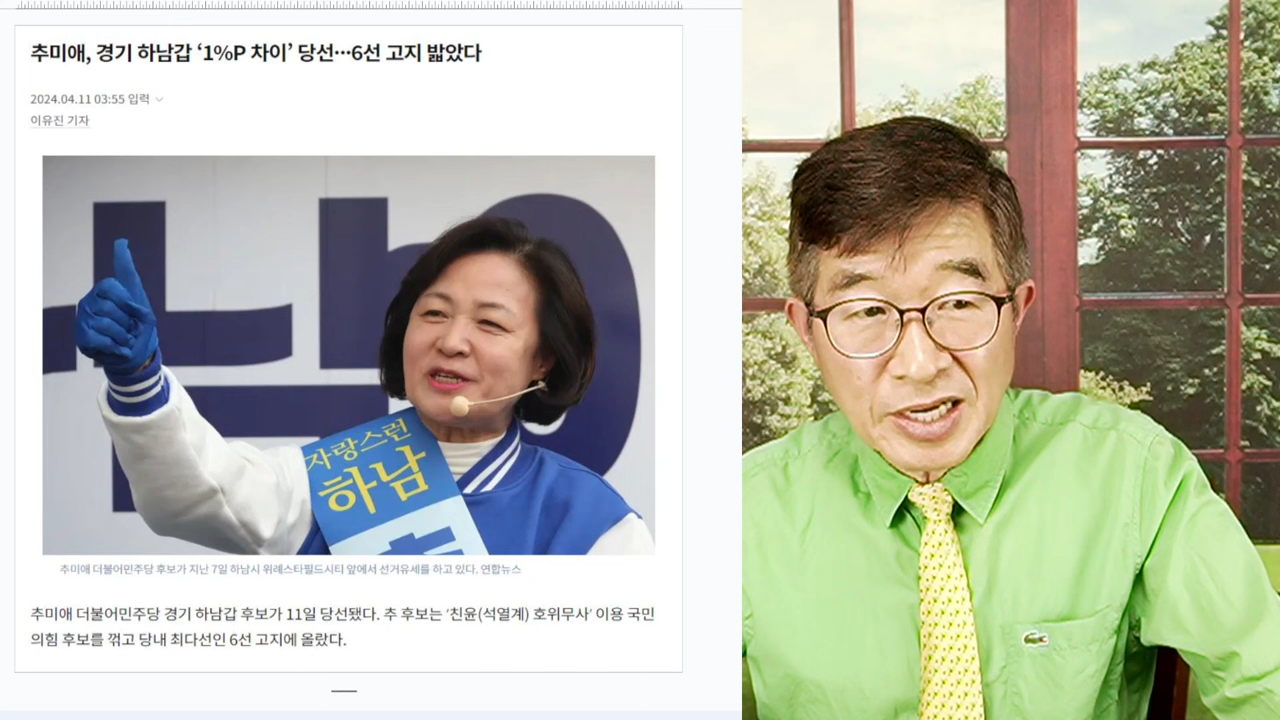 추미애, 경기 하남갑 ‘1%P 차이’ 당선…6선 고지 밟았다
2024.04.11 03:55 입력
이유진 기자
자랑스런
하남
추미애 더불어민주당 후보가 지난 7일 하남시 위례스타필드시티 앞에서 선거유세를 하고 있다. 연합뉴스
추미애 더불어민주당 경기 하남갑 후보가 11일 당선됐다. 추 후보는 ‘친윤(석열계) 호위무사’ 이용 국민
의힘 후보를 꺾고 당내 최다선인 6선 고지에 올랐다.